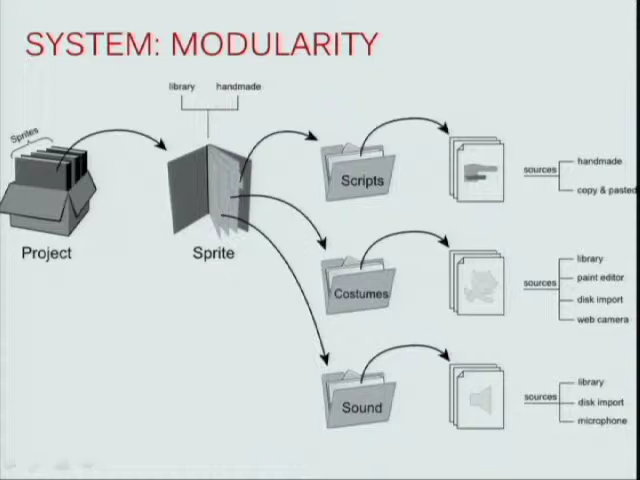 SYSTEM: MODULARITY
library
handmade
Sprites
Project
Sprite
Scripts
sources
handmade
copy & pasted
Costumes
sources
library
paint editor
disk import
web camera
Sound
sources
library
disk import
microphone